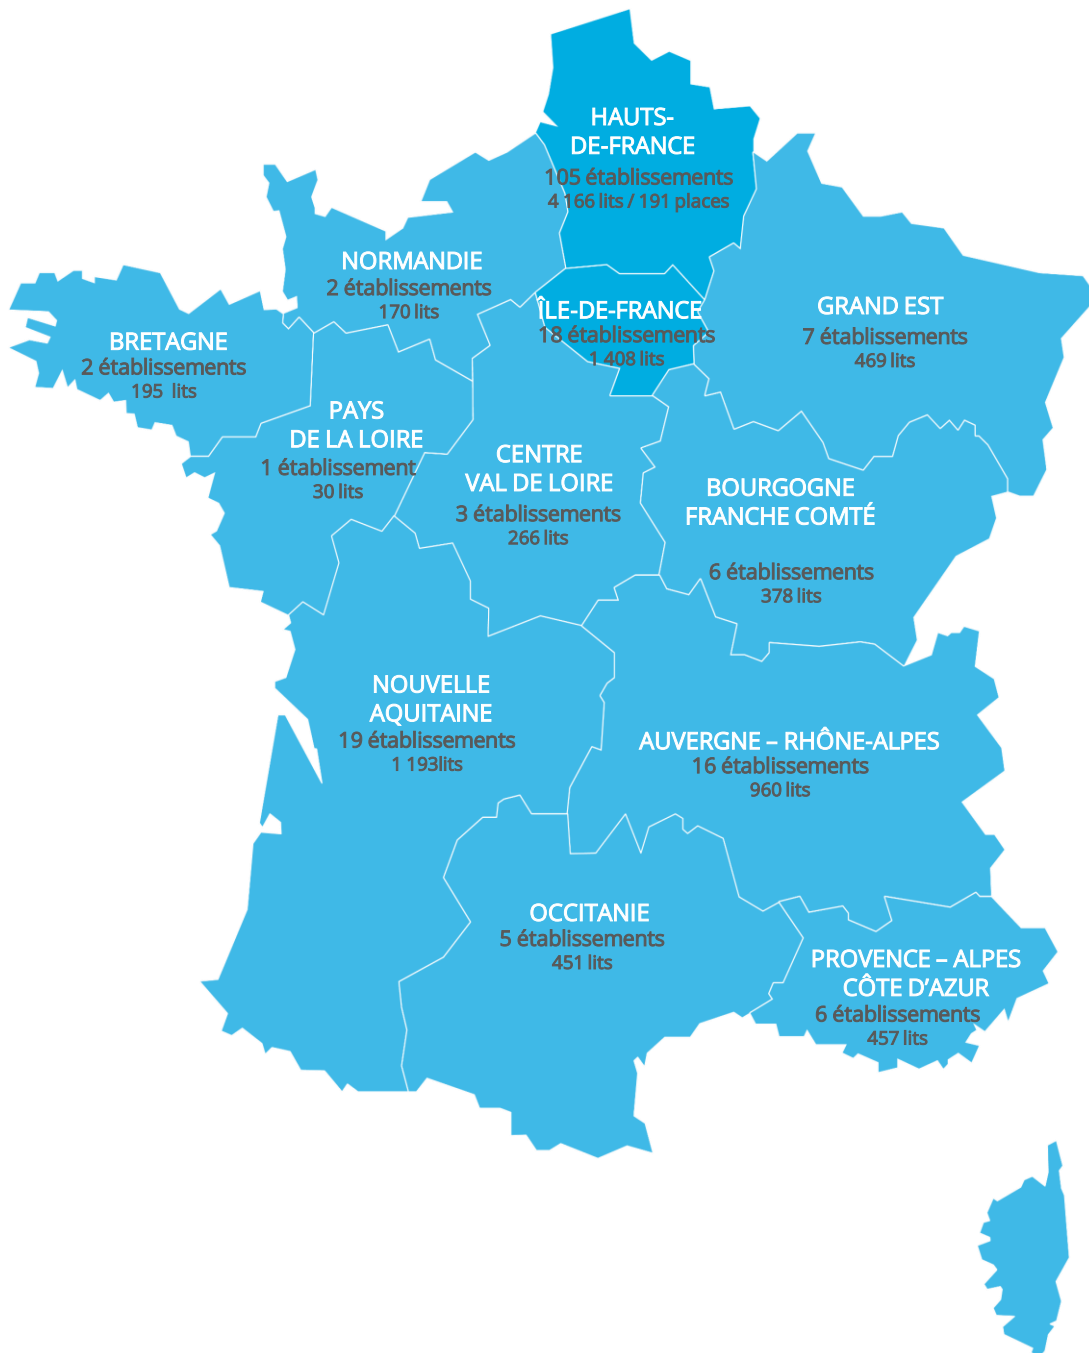 HAUTS-
DE-FRANCE
105 établissements
4 166 lits / 191 places
NORMANDIE
2 établissements
170 lits
ÎLE-DE-FRANCE
18 établissements
1 408 lits
GRAND EST
7 établissements
469 lits
BRETAGNE
2 établissements
195 lits
PAYS
DE LA LOIRE
1 établissement
30 lits
CENTRE
VAL DE LOIRE
3 établissements
266 lits
BOURGOGNE
FRANCHE COMTÉ
6 établissements
378 lits
NOUVELLE
AQUITAINE
19 établissements
1 193lits
AUVERGNE – RHÔNE-ALPES
16 établissements
960 lits
OCCITANIE
5 établissements
451 lits
PROVENCE – ALPES
CÔTE D’AZUR
6 établissements
457 lits